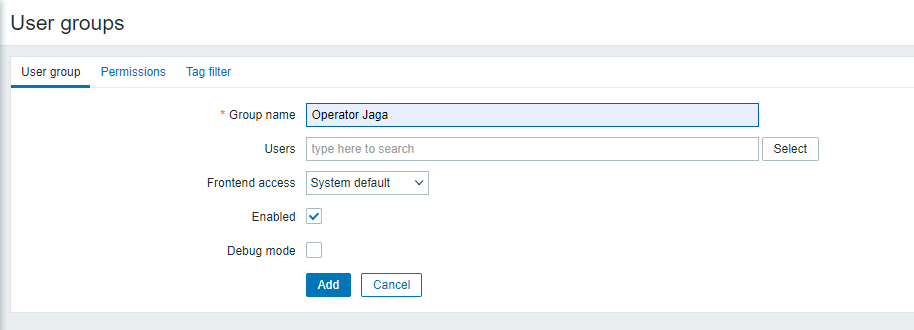 User groups
User group Permissions Tag filter
* Group name Operator Jaga
Users type here to search Select
Frontend access System default
Enabled
Debug mode
Add Cancel